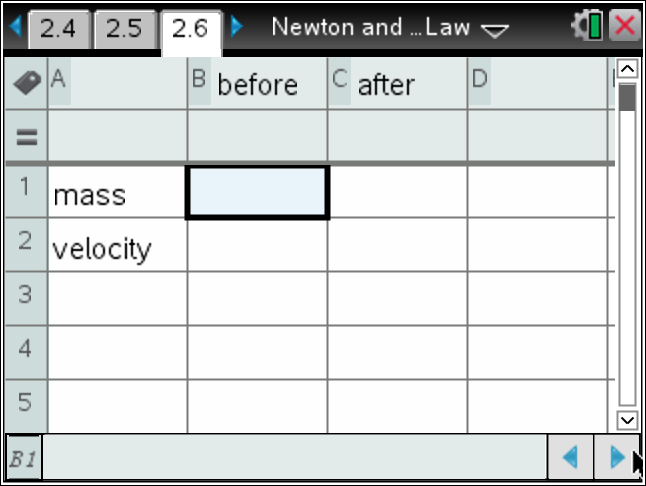 2.4 2.5 2.6 Newton and ...Law
A B before C after D
=
1 mass
2 velocity
3
4
5
B1